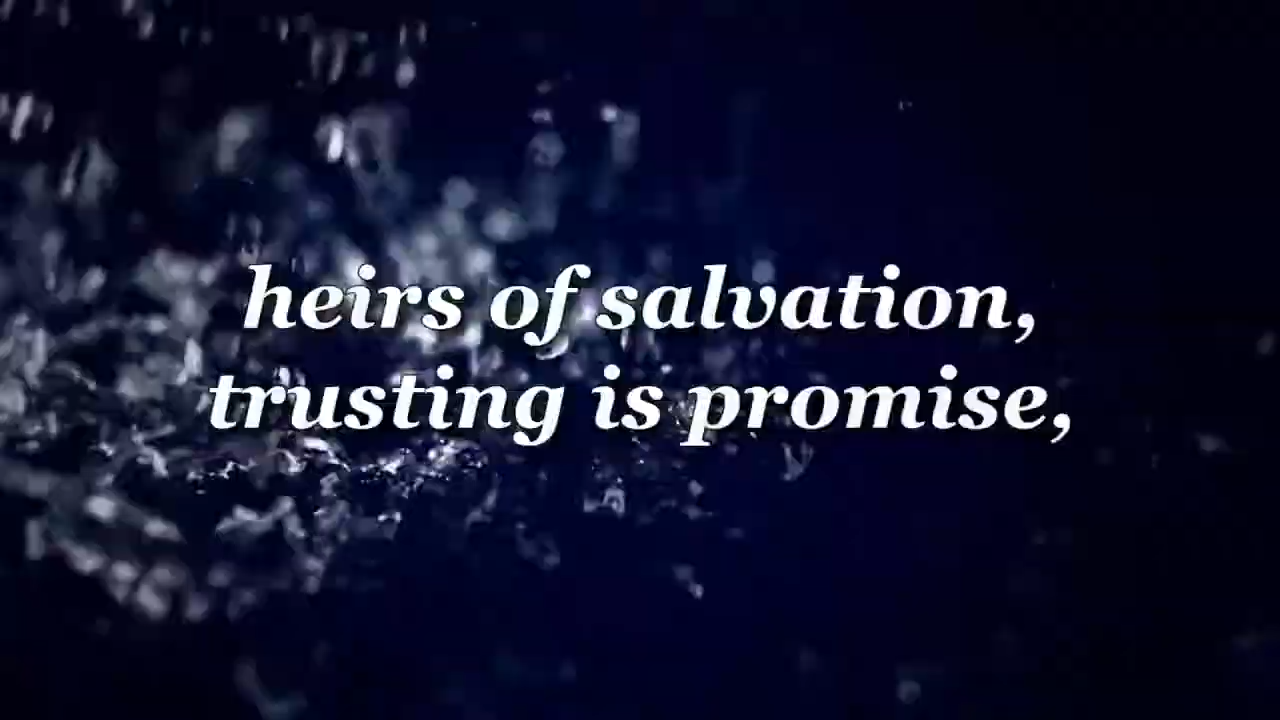 heirs of salvation,
trusting is promise,